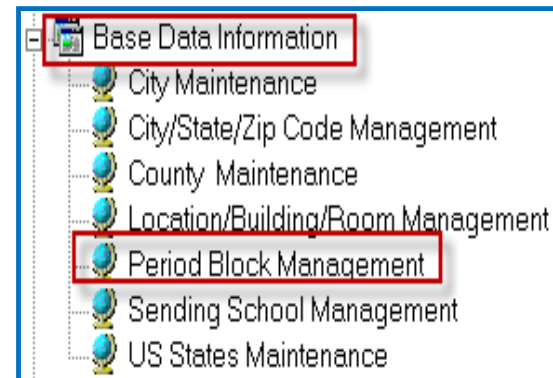 Base Data Information
City Maintenance
City/State/Zip Code Management
County Maintenance
Location/Building/Room Management
Period Block Management
Sending School Management
US States Maintenance